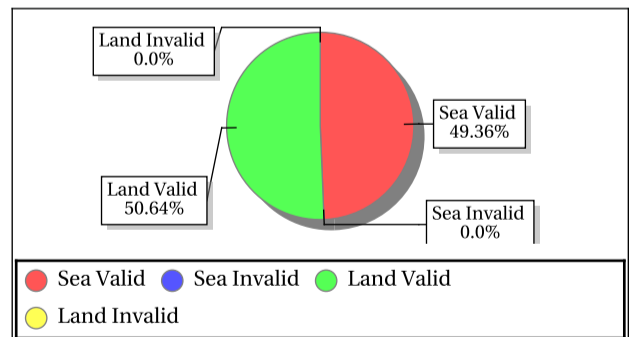 Land Invalid
0.0%
Sea Valid
49.36%
Land Valid
50.64%
Sea Invalid
0.0%
Sea Valid Sea Invalid Land Valid
Land Invalid